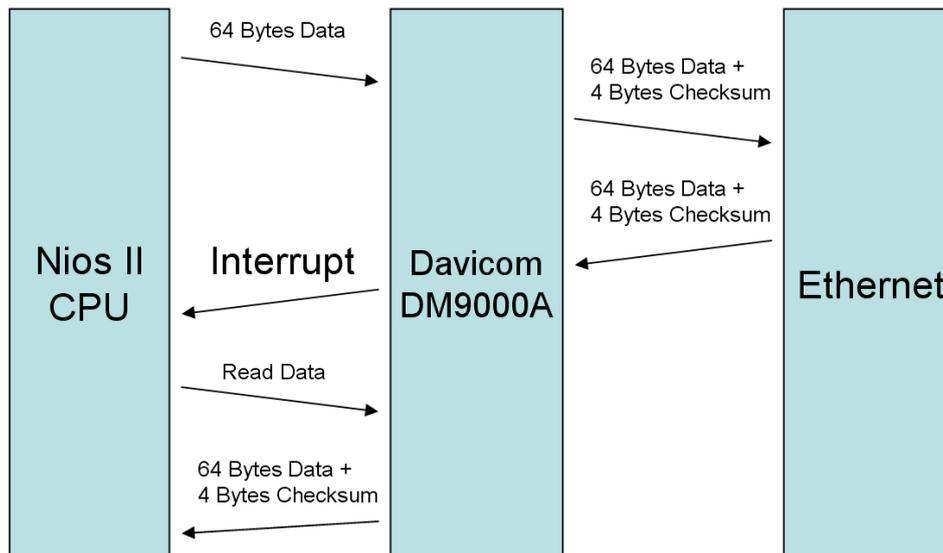 64 Bytes Data
64 Bytes Data +
4 Bytes Checksum
64 Bytes Data +
4 Bytes Checksum
Nios II
CPU
Interrupt
Davicom
DM9000A
Ethernet
Read Data
64 Bytes Data +
4 Bytes Checksum